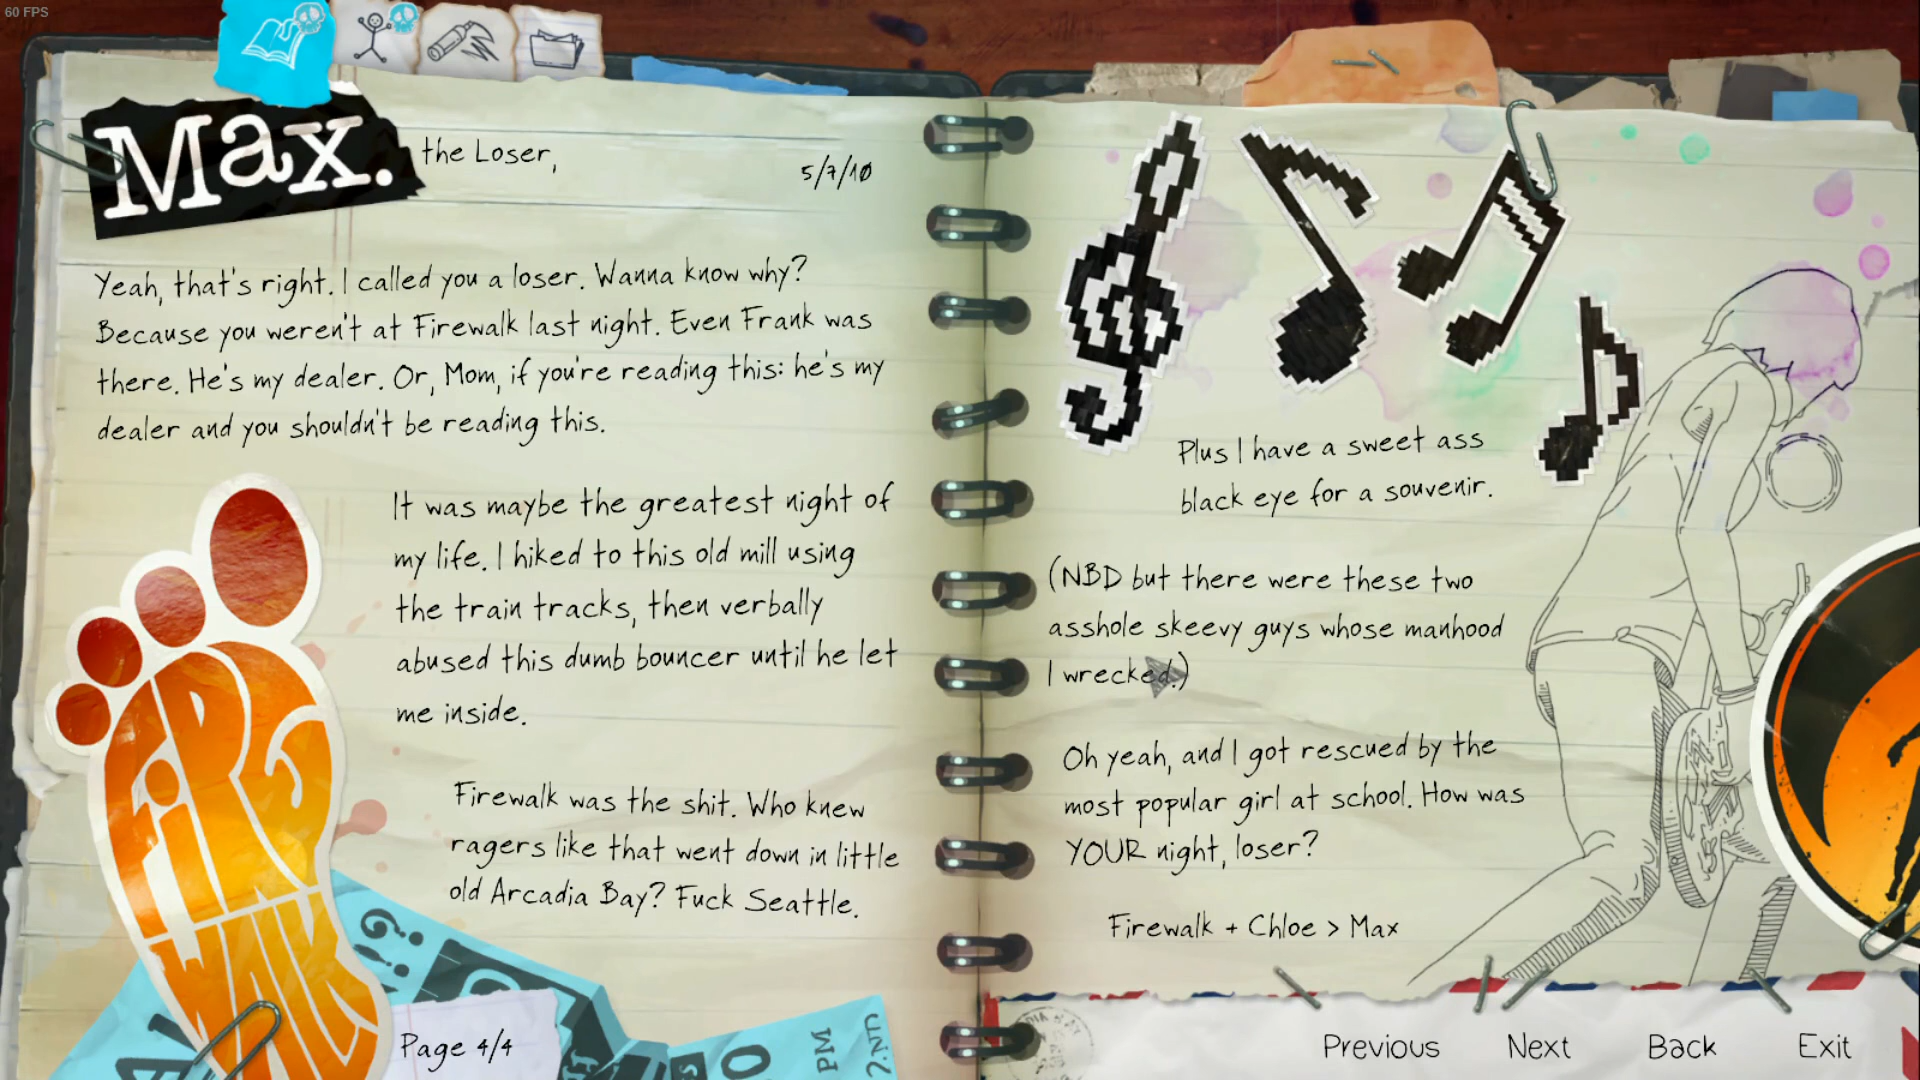 60 FPS
Max.
the Loser,
5/7/10
Yeah, that's right. I called you a loser. Wanna know why?
Because you weren't at Firewalk last night. Even Frank was
there. He's my dealer. Or, Mom, if you're reading this: he's my
dealer and you shouldn't be reading this.
It was maybe the greatest night of
my life. I hiked to this old mill using
the train tracks, then verbally
abused this dumb bouncer until he let
me inside.
Firewalk was the shit. Who knew
ragers like that went down in little
old Arcadia Bay? Fuck Seattle.
FIRE
WALK
PM
Page 4/4
Plus I have a sweet ass
black eye for a souvenir.
(NBD but there were these two
asshole skeevy guys whose manhood
I wrecked.)
Oh yeah, and I got rescued by the
most popular girl at school. How was
YOUR night, loser?
Firewalk + Chloe > Max
Previous
Next
Back
Exit